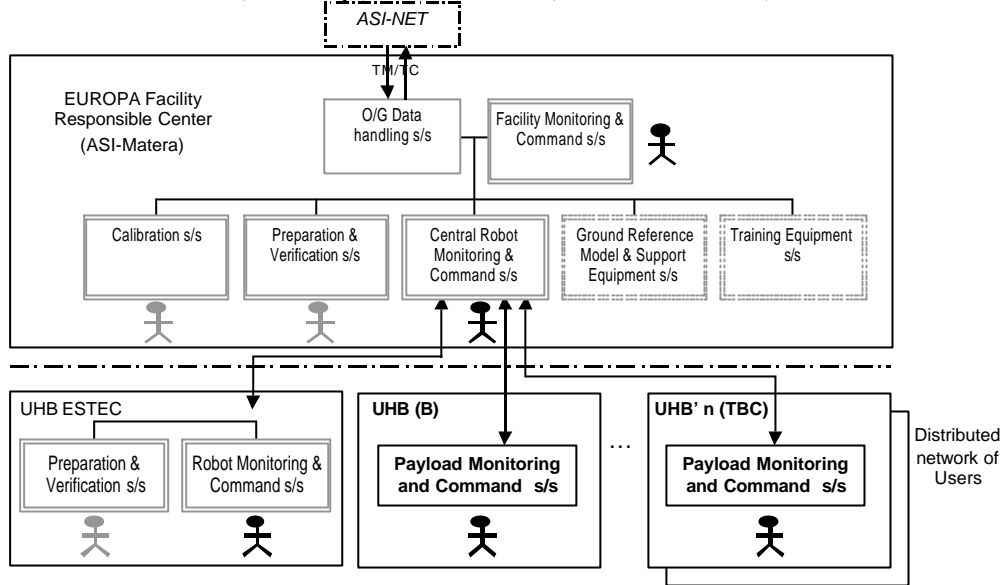 ASI-NET
TM/TC
EUROPA Facility
Responsible Center
(ASI-Matera)
O/G Data
handling s/s
Facility Monitoring &
Command s/s
Calibration s/s
Preparation &
Verification s/s
Central Robot
Monitoring &
Command s/s
Ground Reference
Model & Support
Equipment s/s
Training Equipment
s/s
UHB ESTEC
Preparation &
Verification s/s
Robot Monitoring &
Command s/s
UHB (B)
Payload Monitoring
and Command s/s
...
UHB' n (TBC)
Payload Monitoring
and Command s/s
Distributed
network of
Users